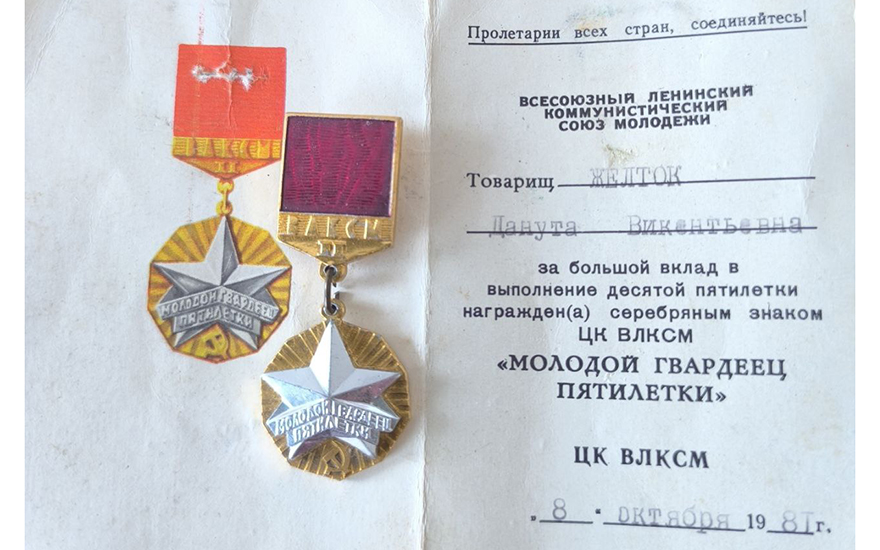 ВЛКСМ
II
МОЛОДОЙ ГВАРДЕЕЦ
ПЯТИЛЕТКИ
ВЛКСМ
II
МОЛОДОЙ ГВАРДЕЕЦ
ПЯТИЛЕТКИ
Пролетарии всех стран, соединяйтесь!
ВСЕСОЮЗНЫЙ ЛЕНИНСКИЙ
КОММУНИСТИЧЕСКИЙ
СОЮЗ МОЛОДЕЖИ
Товарищ ЖЕЛТОК
Данута Викентьевна
за большой вклад в
выполнение десятой пятилетки
награжден(а) серебряным знаком
ЦК ВЛКСМ
«МОЛОДОЙ ГВАРДЕЕЦ
ПЯТИЛЕТКИ»
ЦК ВЛКСМ
„8“ октября 1981г.